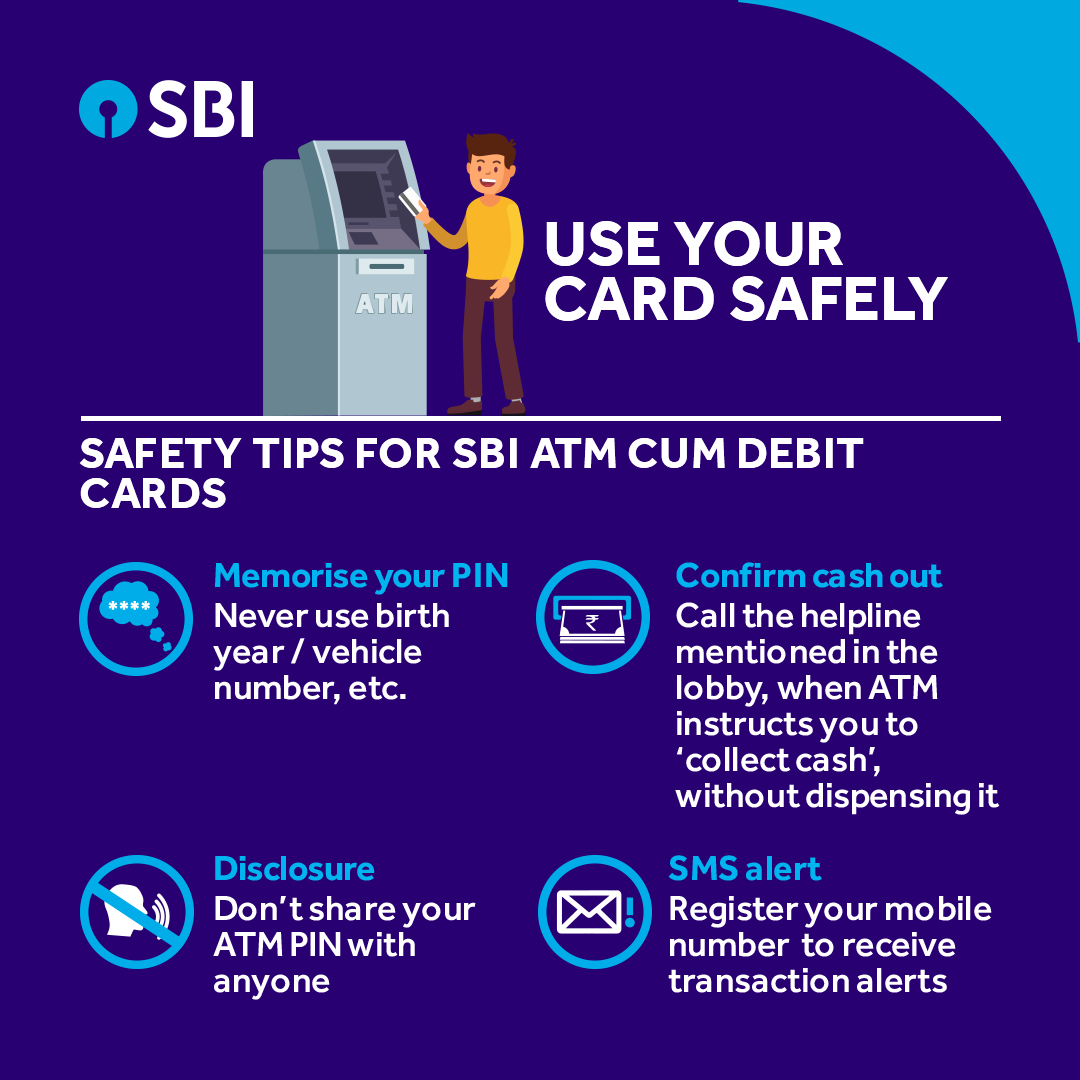 SBI
ATM
USE YOUR
CARD SAFELY
SAFETY TIPS FOR SBI ATM CUM DEBIT
CARDS
****
Memorise your PIN
Never use birth
year / vehicle
number, etc.
₹
Confirm cash out
Call the helpline
mentioned in the
lobby, when ATM
instructs you to
‘collect cash’,
without dispensing it
Disclosure
Don’t share your
ATM PIN with
anyone
!
SMS alert
Register your mobile
number to receive
transaction alerts